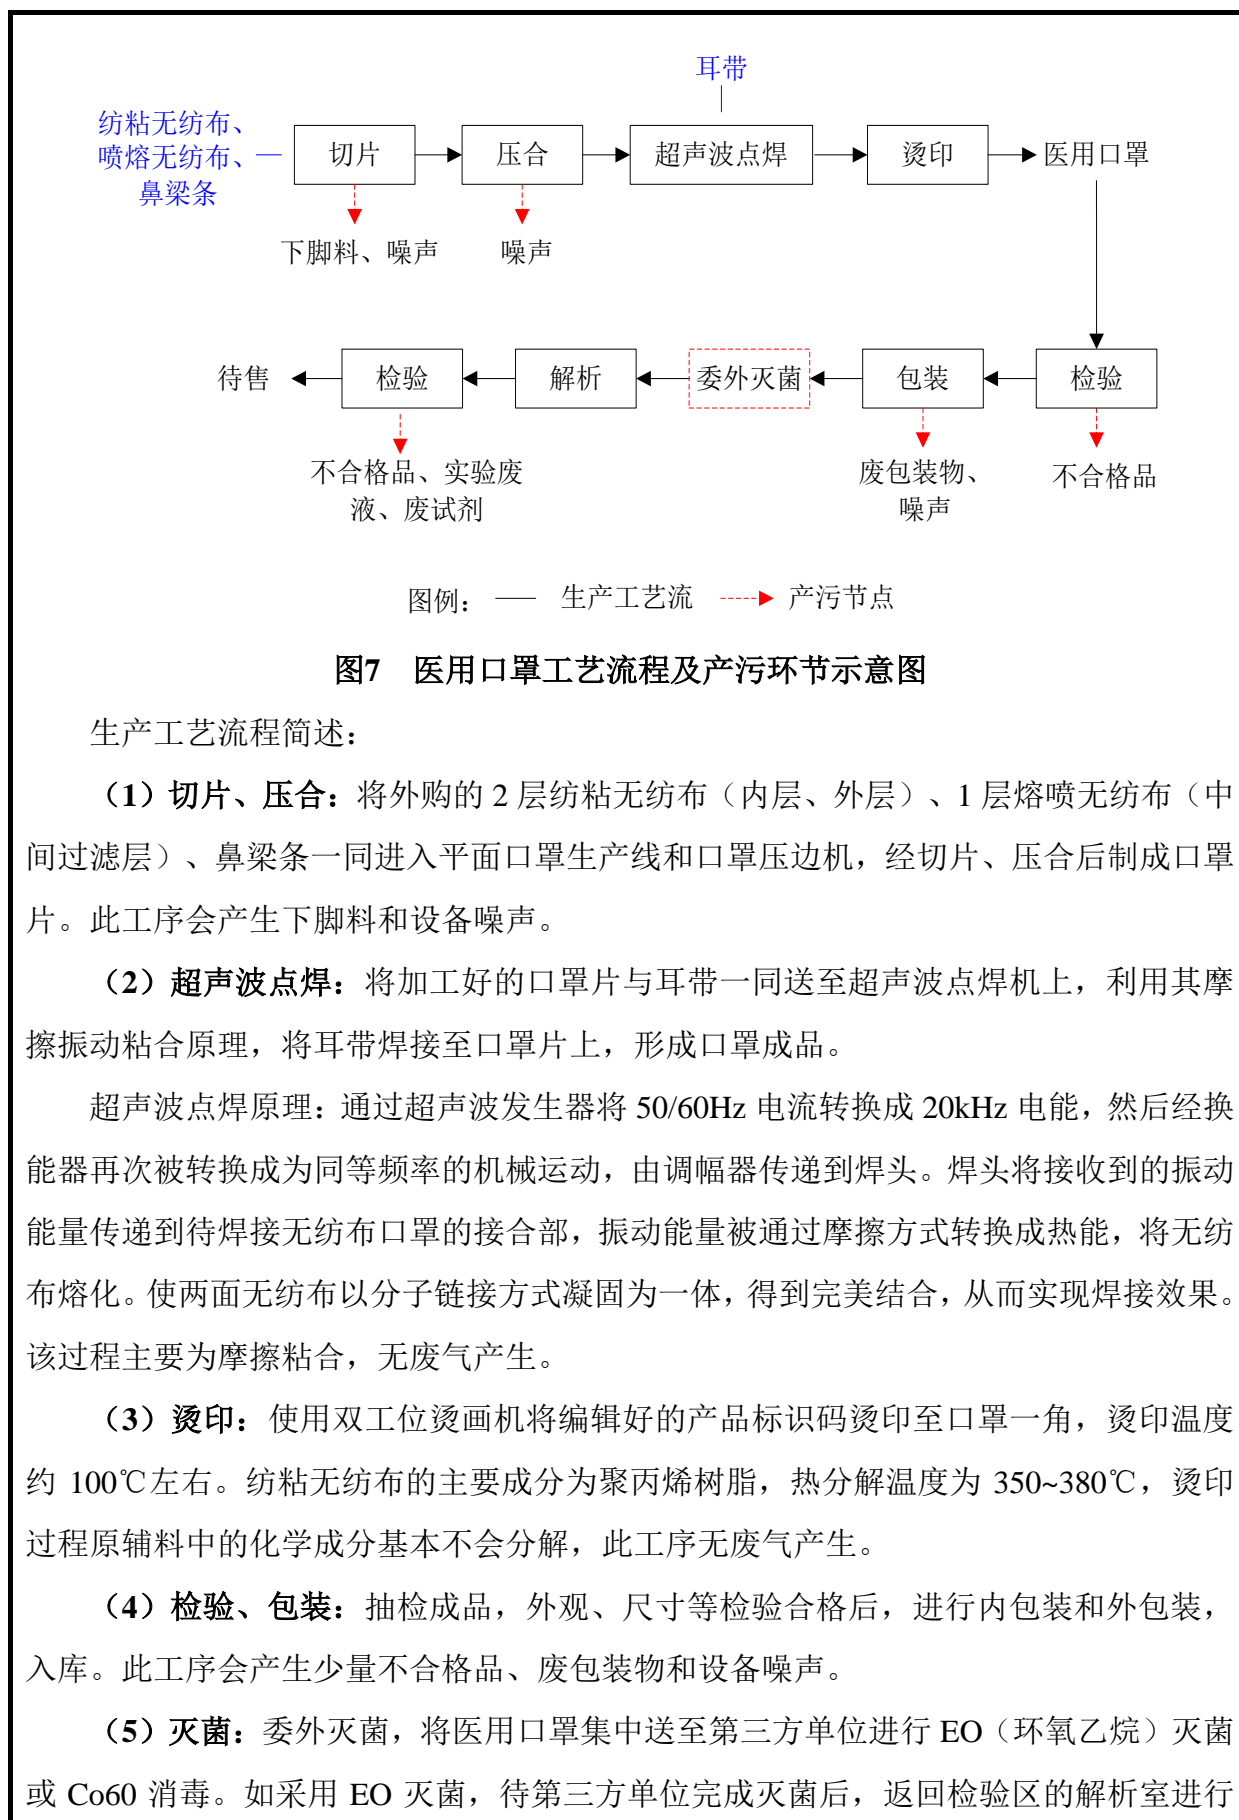 耳带
纺粘无纺布、
喷熔无纺布、
鼻梁条
切片
压合
超声波点焊
烫印
医用口罩
下脚料、噪声
噪声
待售
检验
解析
委外灭菌
包装
检验
不合格品、实验废
液、废试剂
废包装物、
噪声
不合格品
图例： 生产工艺流 产污节点
图7 医用口罩工艺流程及产污环节示意图
生产工艺流程简述：
（1）切片、压合：将外购的 2 层纺粘无纺布（内层、外层）、1 层熔喷无纺布（中
间过滤层）、鼻梁条一同进入平面口罩生产线和口罩压边机，经切片、压合后制成口罩
片。此工序会产生下脚料和设备噪声。
（2）超声波点焊：将加工好的口罩片与耳带一同送至超声波点焊机上，利用其摩
擦振动粘合原理，将耳带焊接至口罩片上，形成口罩成品。
超声波点焊原理：通过超声波发生器将 50/60Hz 电流转换成 20kHz 电能，然后经换
能器再次被转换成为同等频率的机械运动，由调幅器传递到焊头。焊头将接收到的振动
能量传递到待焊接无纺布口罩的接合部，振动能量被通过摩擦方式转换成热能，将无纺
布熔化。使两面无纺布以分子链接方式凝固为一体，得到完美结合，从而实现焊接效果。
该过程主要为摩擦粘合，无废气产生。
（3）烫印：使用双工位烫画机将编辑好的产品标识码烫印至口罩一角，烫印温度
约 100℃左右。纺粘无纺布的主要成分为聚丙烯树脂，热分解温度为 350~380℃，烫印
过程原辅料中的化学成分基本不会分解，此工序无废气产生。
（4）检验、包装：抽检成品，外观、尺寸等检验合格后，进行内包装和外包装，
入库。此工序会产生少量不合格品、废包装物和设备噪声。
（5）灭菌：委外灭菌，将医用口罩集中送至第三方单位进行 EO（环氧乙烷）灭菌
或 Co60 消毒。如采用 EO 灭菌，待第三方单位完成灭菌后，返回检验区的解析室进行